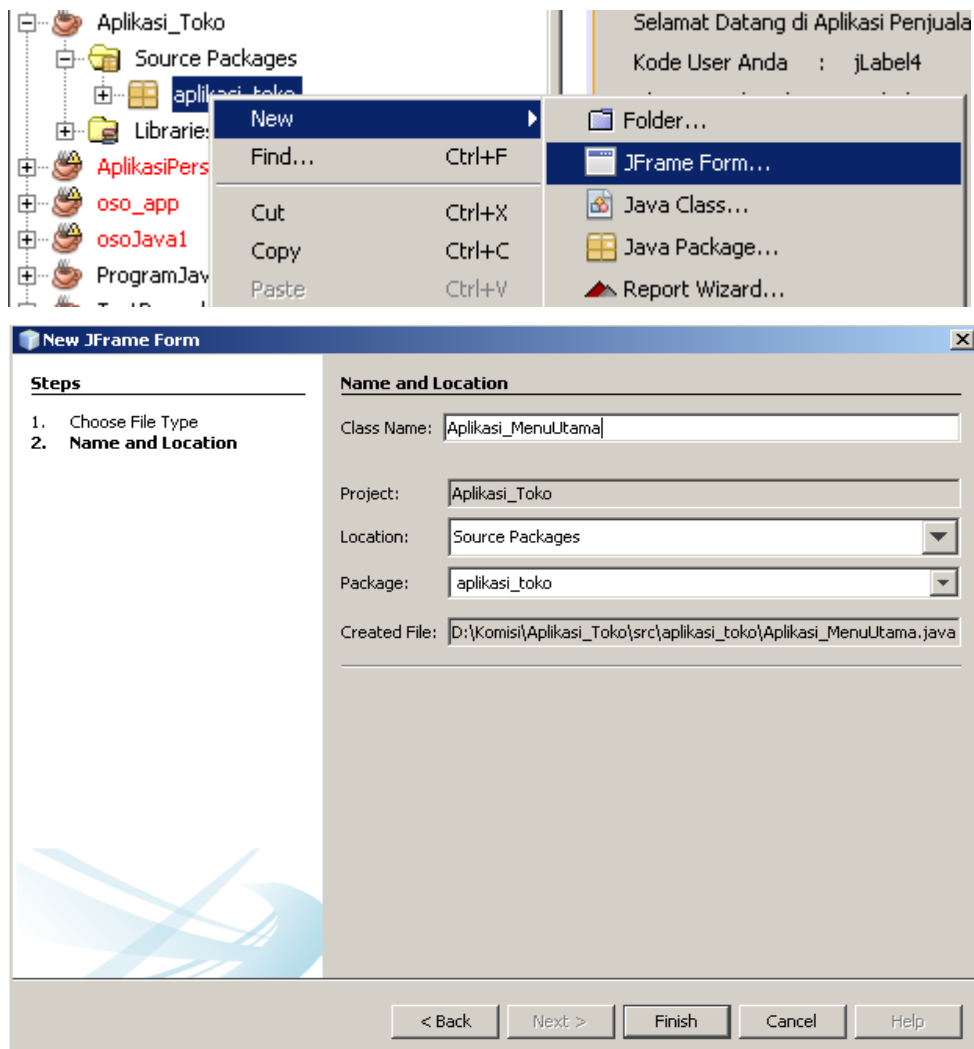 Aplikasi_Toko
Source Packages
aplikasi_toko
Libraries
AplikasiPers
oso_app
osoJava1
ProgramJav
New
Find... Ctrl+F
Cut Ctrl+X
Copy Ctrl+C
Paste Ctrl+V
Folder...
JFrame Form...
Java Class...
Java Package...
Report Wizard...
Selamat Datang di Aplikasi Penjuala
Kode User Anda : jLabel4
New JFrame Form
Steps
1. Choose File Type
2. Name and Location
Name and Location
Class Name: Aplikasi_MenuUtama
Project: Aplikasi_Toko
Location: Source Packages
Package: aplikasi_toko
Created File: D:\Komisi\Aplikasi_Toko\src\aplikasi_toko\Aplikasi_MenuUtama.java
< Back Next > Finish Cancel Help